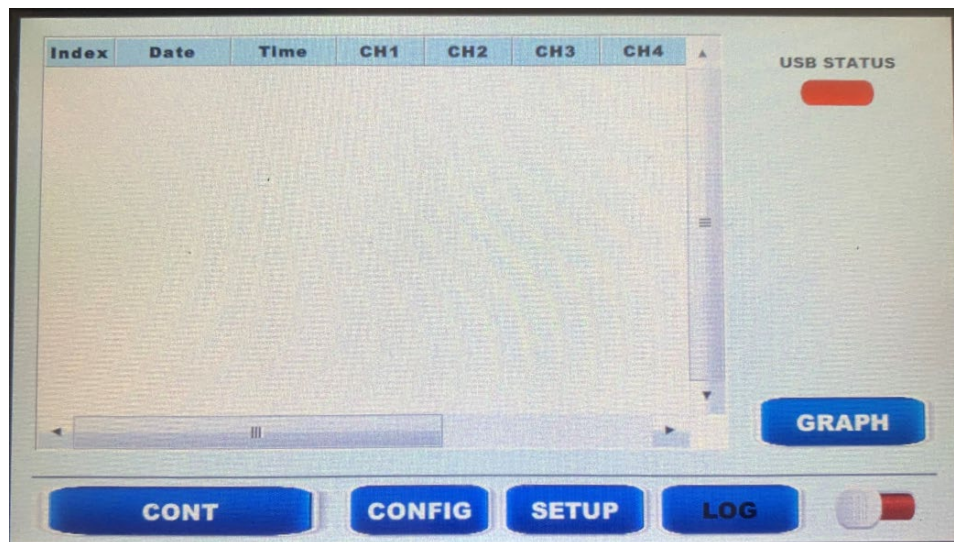 Index Date Time CH1 CH2 CH3 CH4
USB STATUS
GRAPH
CONT CONFIG SETUP LOG